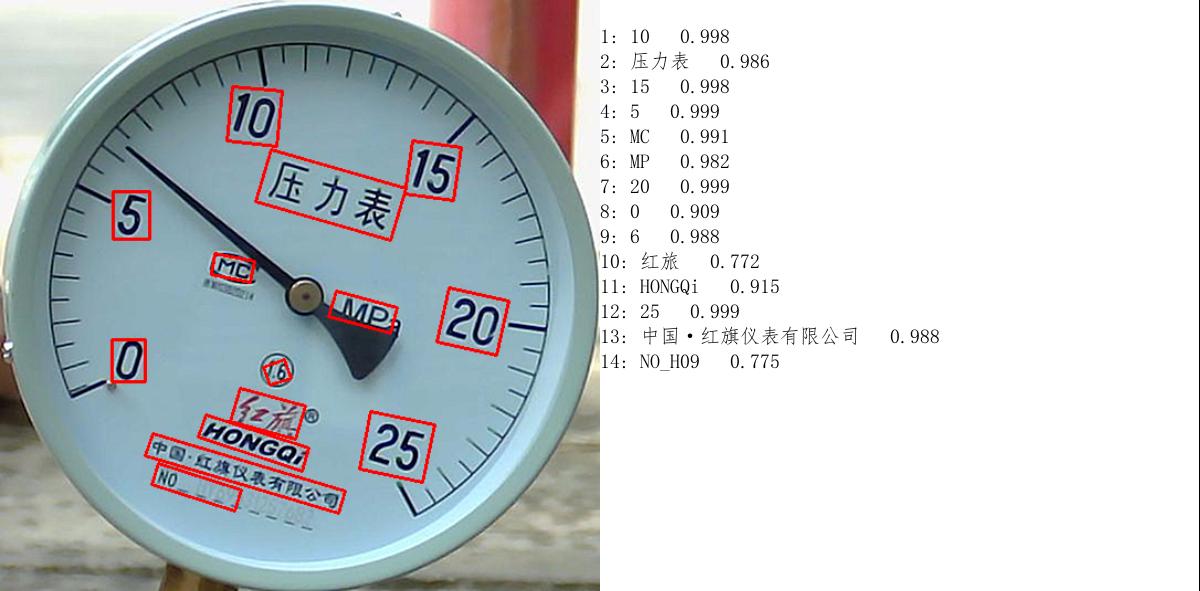 10
压力表
15
5
MC
MPa
20
0
1.6
红旗®
HONGQi
25
中国·红旗仪表有限公司
NO
1: 10 0.998
2: 压力表 0.986
3: 15 0.998
4: 5 0.999
5: MC 0.991
6: MP 0.982
7: 20 0.999
8: 0 0.909
9: 6 0.988
10: 红旅 0.772
11: HONGQi 0.915
12: 25 0.999
13: 中国·红旗仪表有限公司 0.988
14: NO_H09 0.775